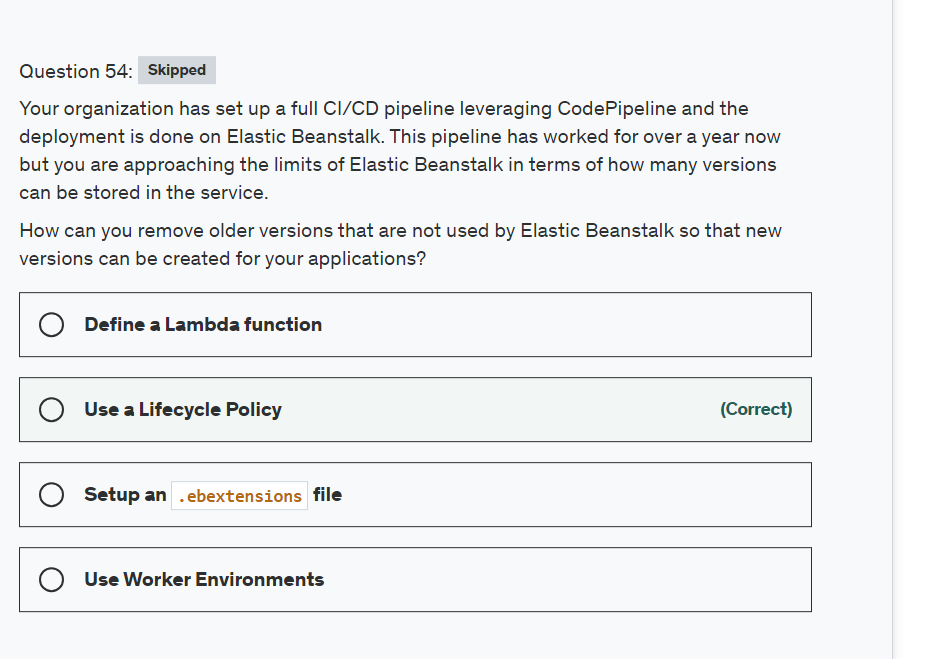 Question 54: Skipped
Your organization has set up a full CI/CD pipeline leveraging CodePipeline and the
deployment is done on Elastic Beanstalk. This pipeline has worked for over a year now
but you are approaching the limits of Elastic Beanstalk in terms of how many versions
can be stored in the service.
How can you remove older versions that are not used by Elastic Beanstalk so that new
versions can be created for your applications?
Define a Lambda function
Use a Lifecycle Policy (Correct)
Setup an .ebextensions file
Use Worker Environments